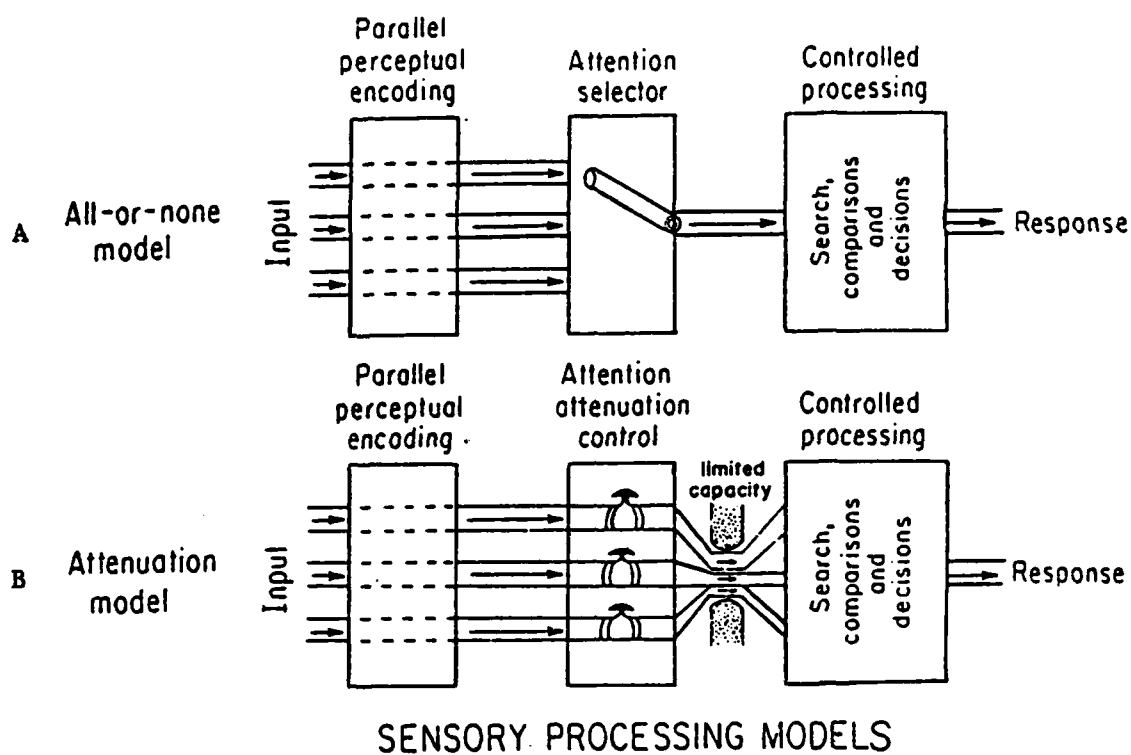 Parallel
perceptual
encoding
Attention
selector
Controlled
processing
A
All-or-none
model
Input
Search,
comparisons
and
decisions
Response
Parallel
perceptual
encoding
Attention
attenuation
control
limited
capacity
Controlled
processing
B
Attenuation
model
Input
Search,
comparisons
and
decisions
Response
SENSORY PROCESSING MODELS